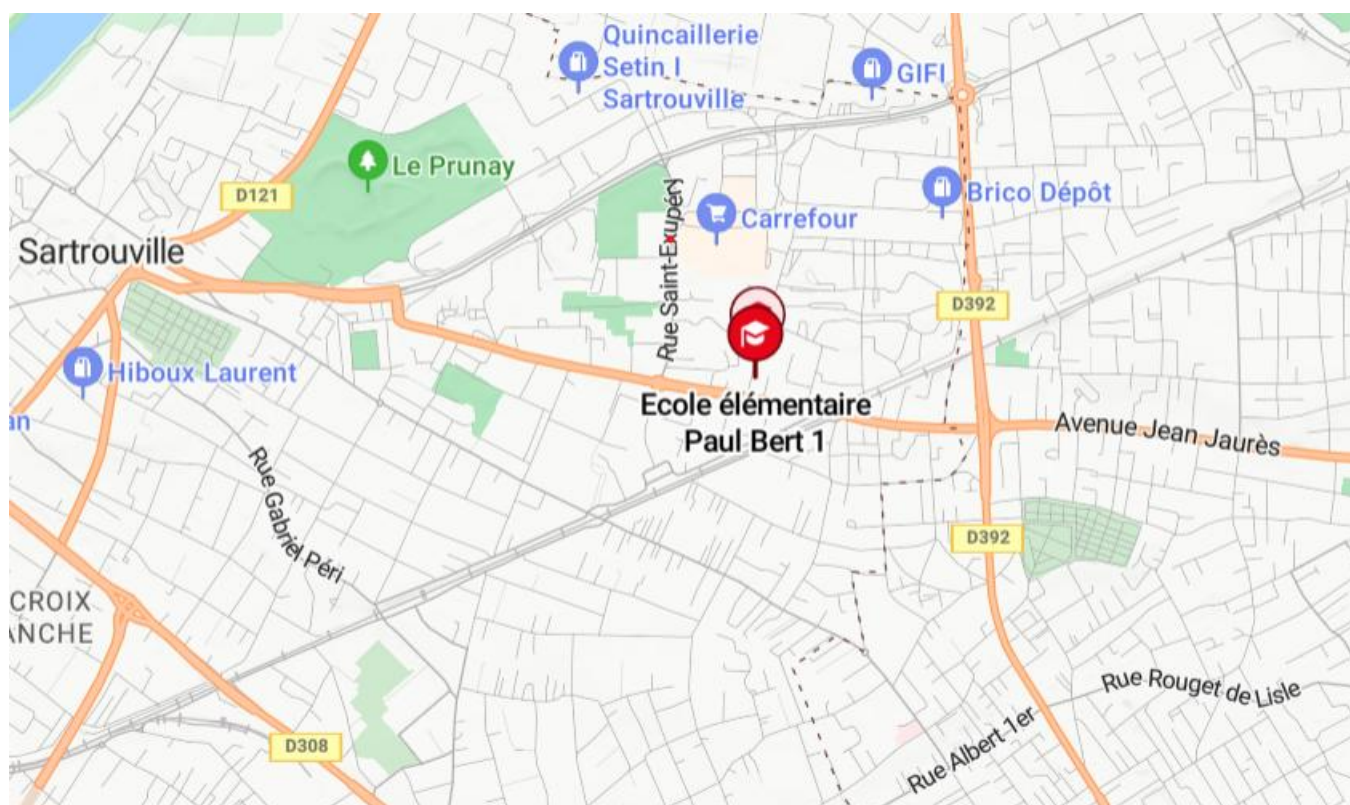 Quincaillerie
Setin I
Sartrouville
GIFI
Le Prunay
D121
Brico Dépôt
Carrefour
Rue Saint-Exupéry
Sartrouville
D392
Hiboux Laurent
an
Ecole élémentaire
Paul Bert 1
Avenue Jean Jaurès
Rue Gabriel Péri
D392
CROIX
ANCHE
Rue Rouget de Lisle
D308
Rue Albert 1er